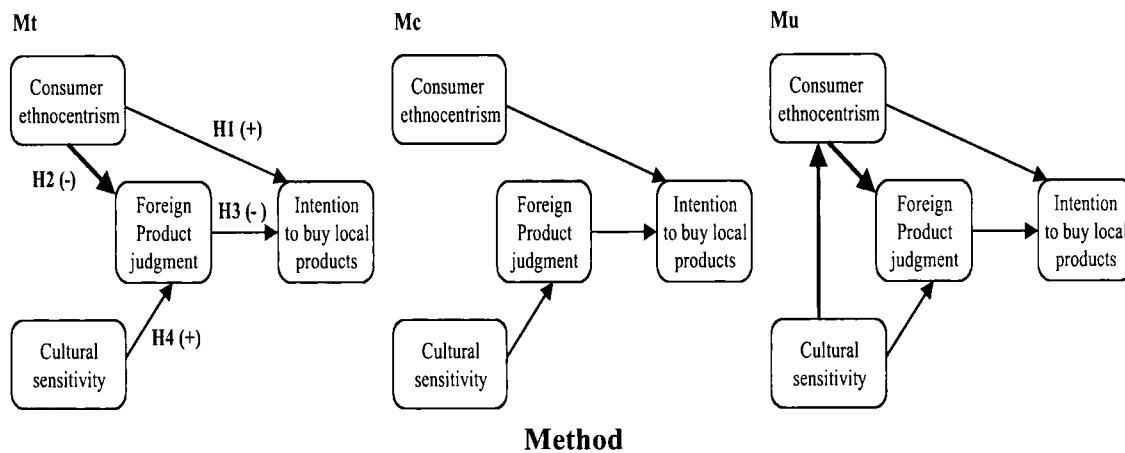 Mt
Consumer
ethnocentrism
H1 (+)
H2 (-)
Foreign
Product
judgment
H3 (-)
Intention
to buy local
products
H4 (+)
Cultural
sensitivity
Mc
Consumer
ethnocentrism
Foreign
Product
judgment
Intention
to buy local
products
Cultural
sensitivity
Mu
Consumer
ethnocentrism
Foreign
Product
judgment
Intention
to buy local
products
Cultural
sensitivity
Method